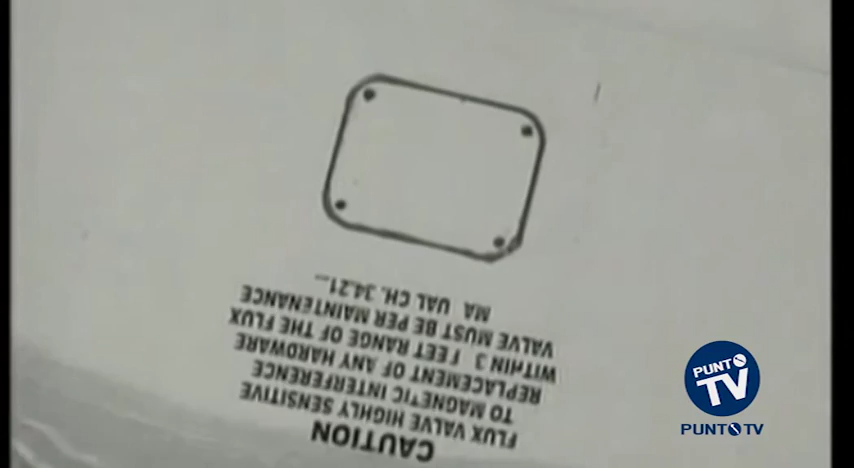 CAUTION
FLUX VALVE HIGHLY SENSITIVE
TO MAGNETIC INTERFERENCE
REPLACEMENT OF ANY HARDWARE
WITHIN 3 FEET RANGE OF THE FLUX
VALVE MUST BE PER MAINTENANCE
MA UAL CH. 34.21...
PUNTO
TV
PUNTO TV